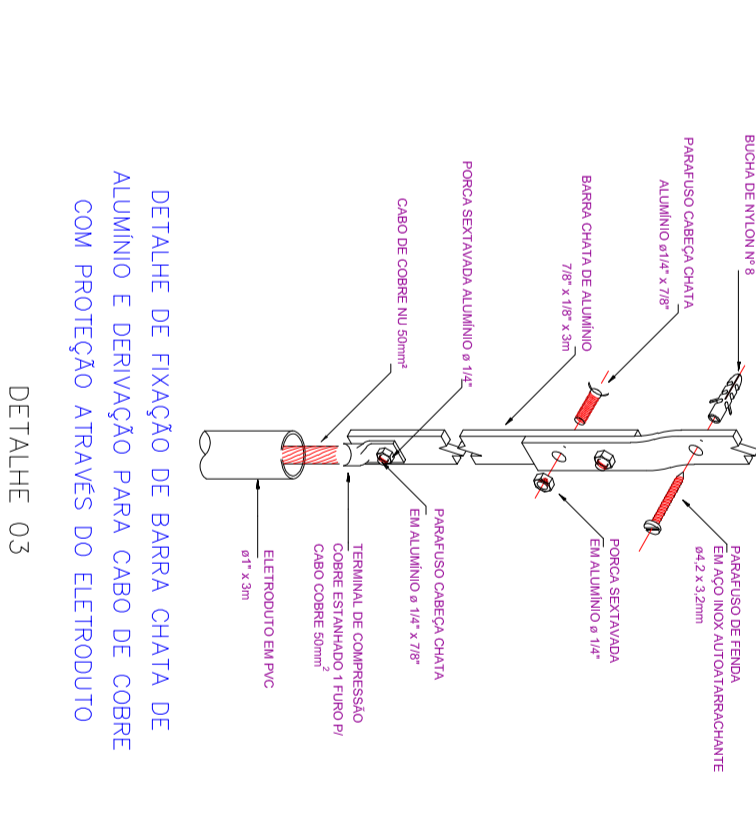 BUCHA DE NYLON Nº 8
PARAFUSO CABEÇA CHATA
ALUMÍNIO ø1/4" x 7/8"
BARRA CHATA DE ALUMÍNIO
7/8" x 1/8" x 3m
PORCA SEXTAVADA ALUMÍNIO ø 1/4"
CABO DE COBRE NU 50mm²
PARAFUSO DE FENDA
EM AÇO INOX AUTOATARRACHANTE
ø4,2 x 3,2mm
PORCA SEXTAVADA
EM ALUMÍNIO ø 1/4"
PARAFUSO CABEÇA CHATA
EM ALUMÍNIO ø 1/4" x 7/8"
TERMINAL DE COMPRESSÃO
COBRE ESTANHADO 1 FURO P/
CABO COBRE 50mm²
ELETRODUTO EM PVC
ø1" x 3m
DETALHE DE FIXAÇÃO DE BARRA CHATA DE
ALUMÍNIO E DERIVAÇÃO PARA CABO DE COBRE
COM PROTEÇÃO ATRAVÉS DO ELETRODUTO
DETALHE 03